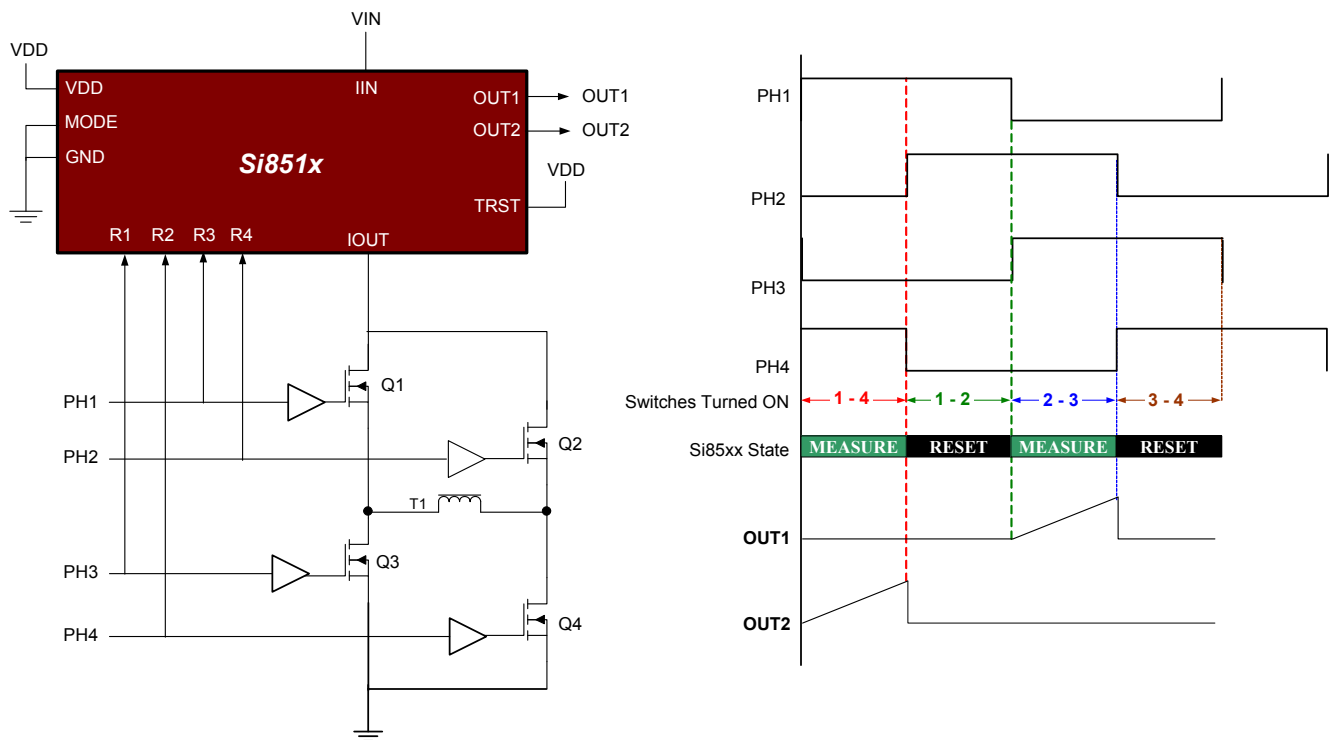 VIN
VDD
VDD
IIN
OUT1
OUT1
MODE
OUT2
OUT2
GND
Si851x
VDD
TRST
R1 R2 R3 R4
IOUT
PH1
Q1
PH2
Q2
T1
PH3
Q3
PH4
Q4
PH1
PH2
PH3
PH4
Switches Turned ON
1 - 4
1 - 2
2 - 3
3 - 4
Si85xx State
MEASURE
RESET
MEASURE
RESET
OUT1
OUT2